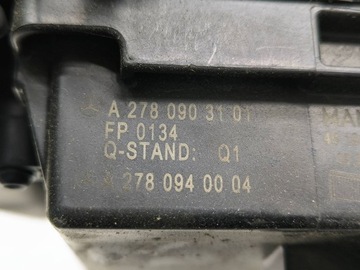 A 278 090 31 01
FP 0134
Q-STAND: Q1
A 278 094 00 04